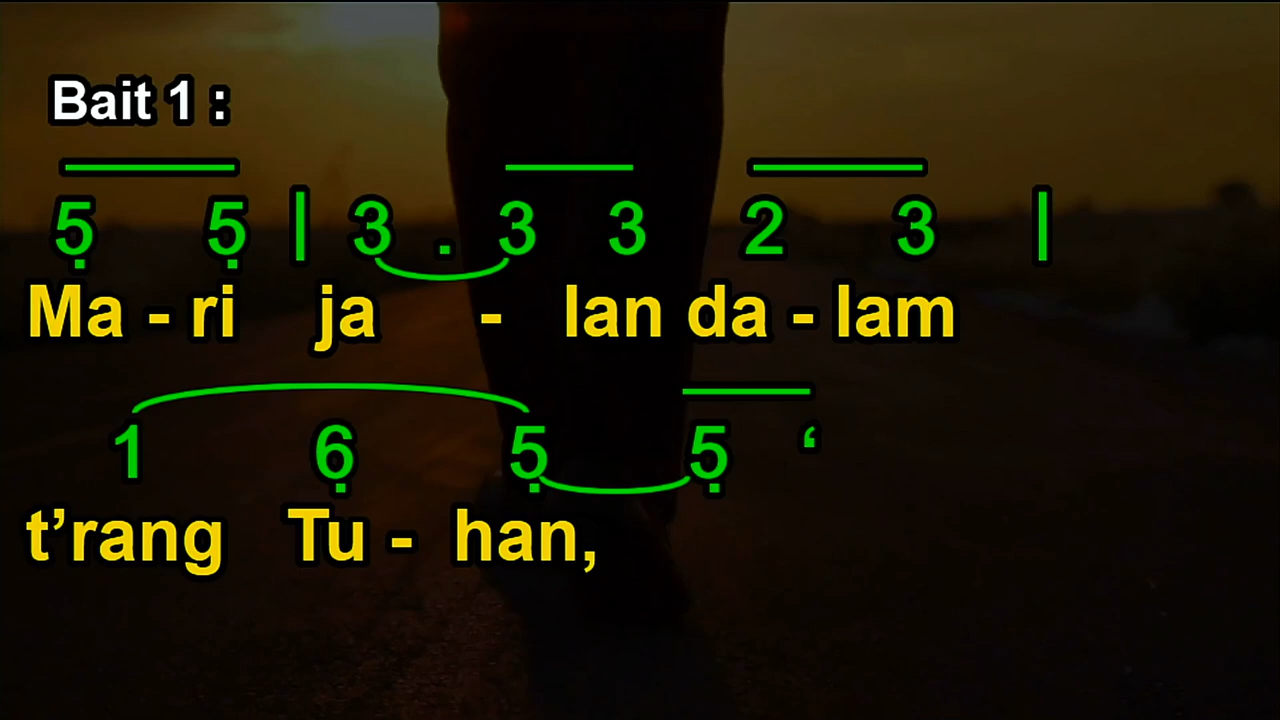 Bait 1 :
5̣ 5̣ | 3 . 3 3 2 3 |
Ma - ri ja - lan da - lam
1 6̣ 5̣ 5̣ ‘
t’rang Tu - han,